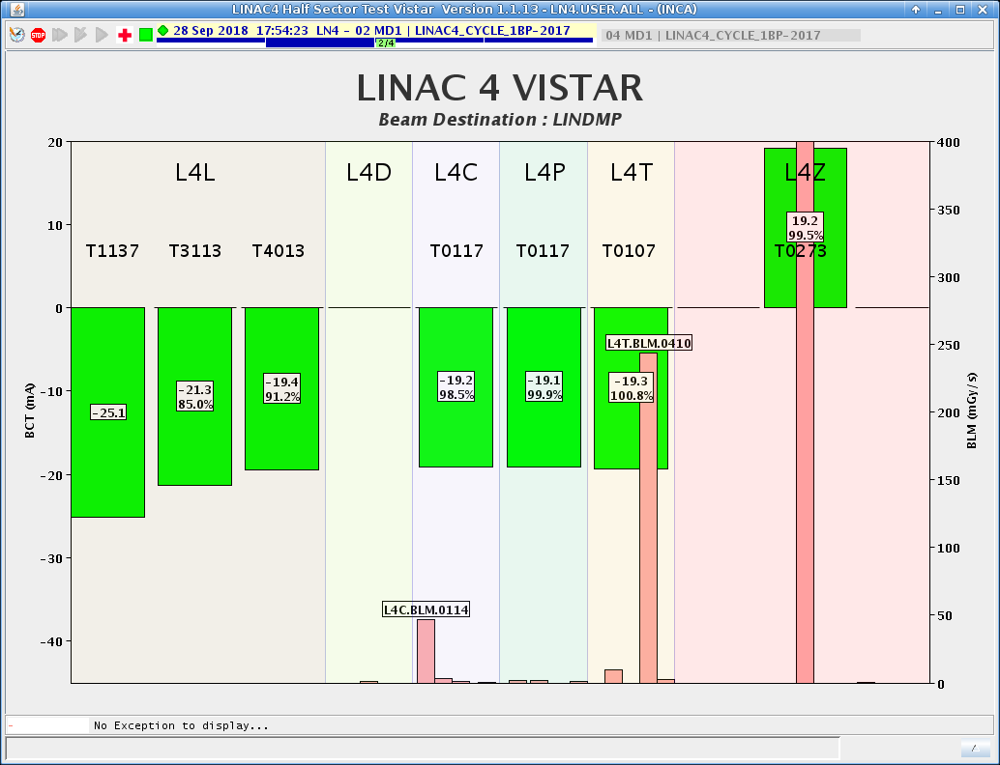 LINAC4 Half Sector Test Vistar Version 1.1.13 - LN4.USER.ALL - (INCA)
STOP
28 Sep 2018 17:54:23 LN4 - 02 MD1 | LINAC4_CYCLE_1BP-2017
2/4
04 MD1 | LINAC4_CYCLE_1BP-2017
LINAC 4 VISTAR
Beam Destination : LINDMP
20
10
0
-10
-20
-30
-40
BCT (mA)
L4L
L4D
L4C
L4P
L4T
L4Z
T1137
T3113
T4013
T0117
T0117
T0107
T0273
-25.1
-21.3
85.0%
-19.4
91.2%
-19.2
98.5%
-19.1
99.9%
-19.3
100.8%
19.2
99.5%
L4T.BLM.0410
L4C.BLM.0114
400
350
300
250
200
150
100
50
0
BLM (mGy/s)
- No Exception to display...